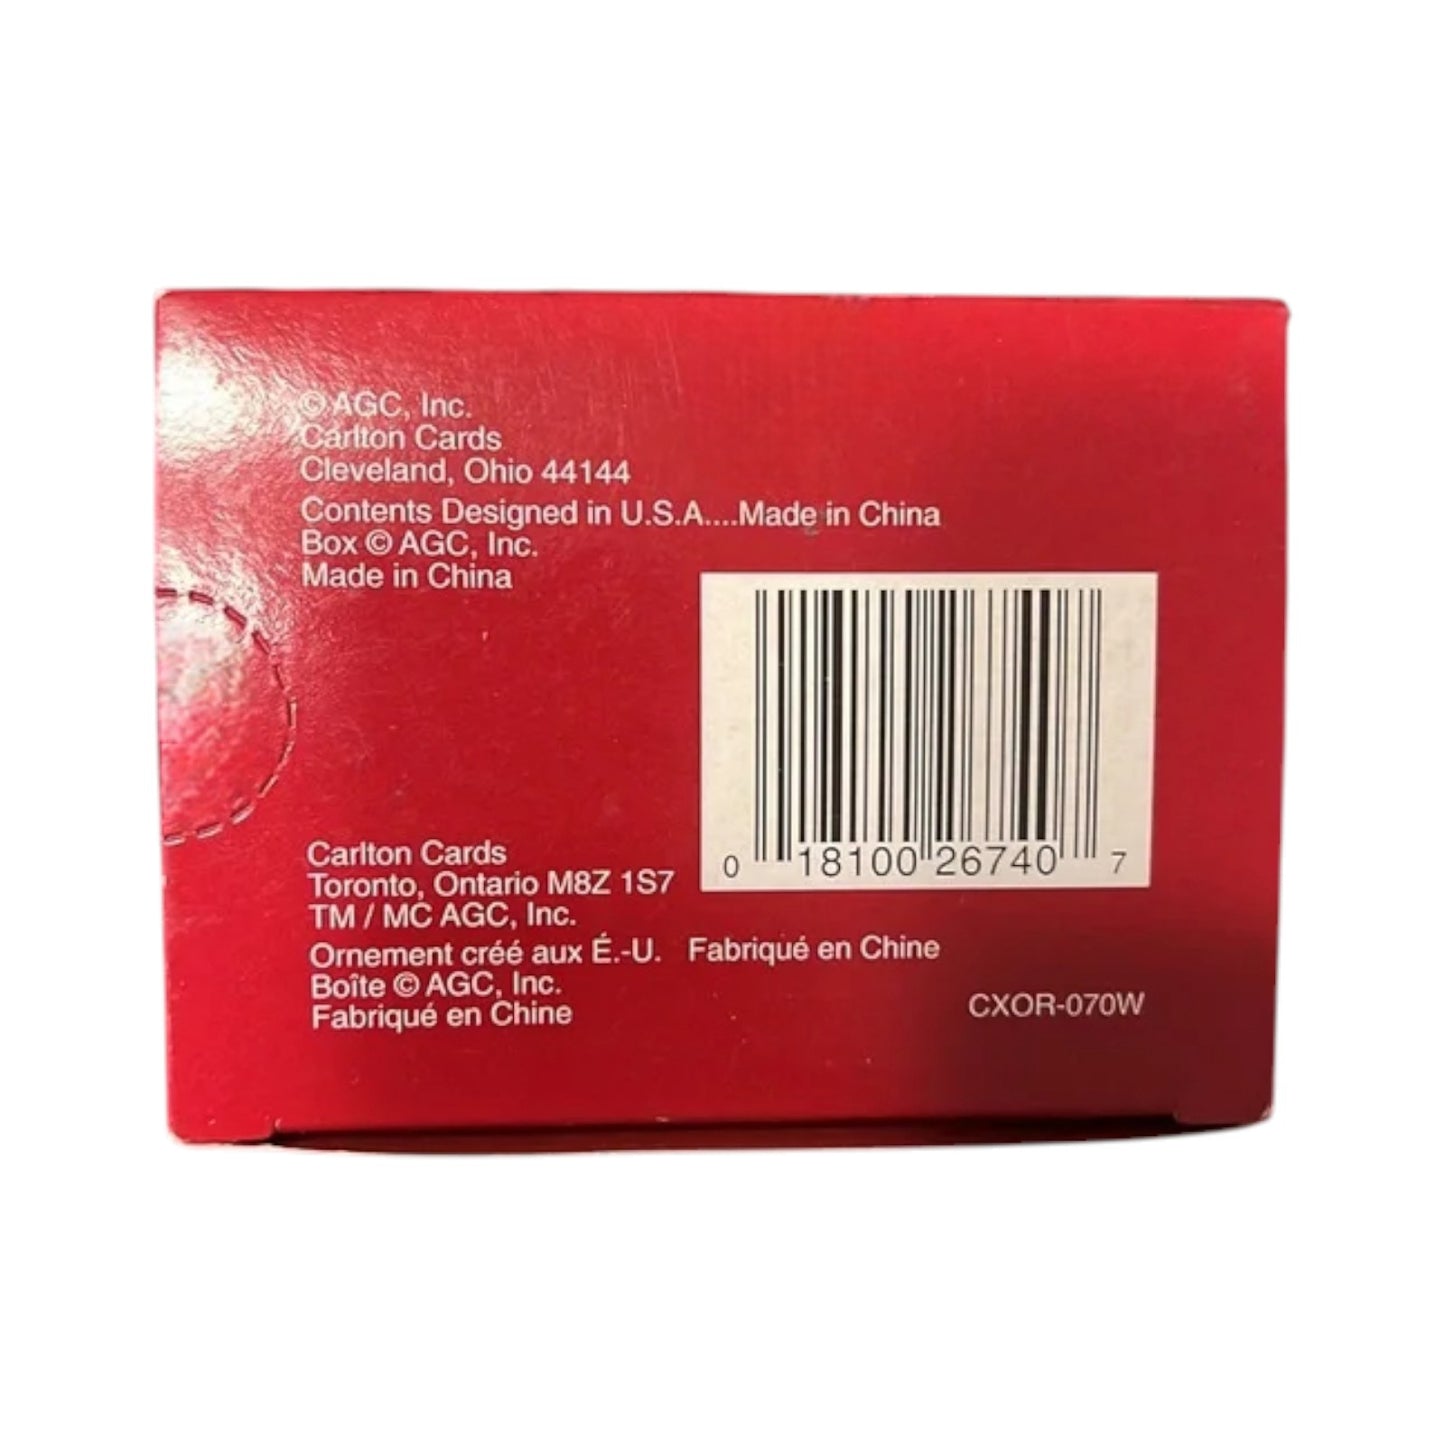 © AGC, Inc.
Carlton Cards
Cleveland, Ohio 44144
Contents Designed in U.S.A....Made in China
Box © AGC, Inc.
Made in China
0 18100 26740 7
Carlton Cards
Toronto, Ontario M8Z 1S7
TM / MC AGC, Inc.
Ornement créé aux É.-U. Fabriqué en Chine
Boîte © AGC, Inc.
Fabriqué en Chine
CXOR-070W